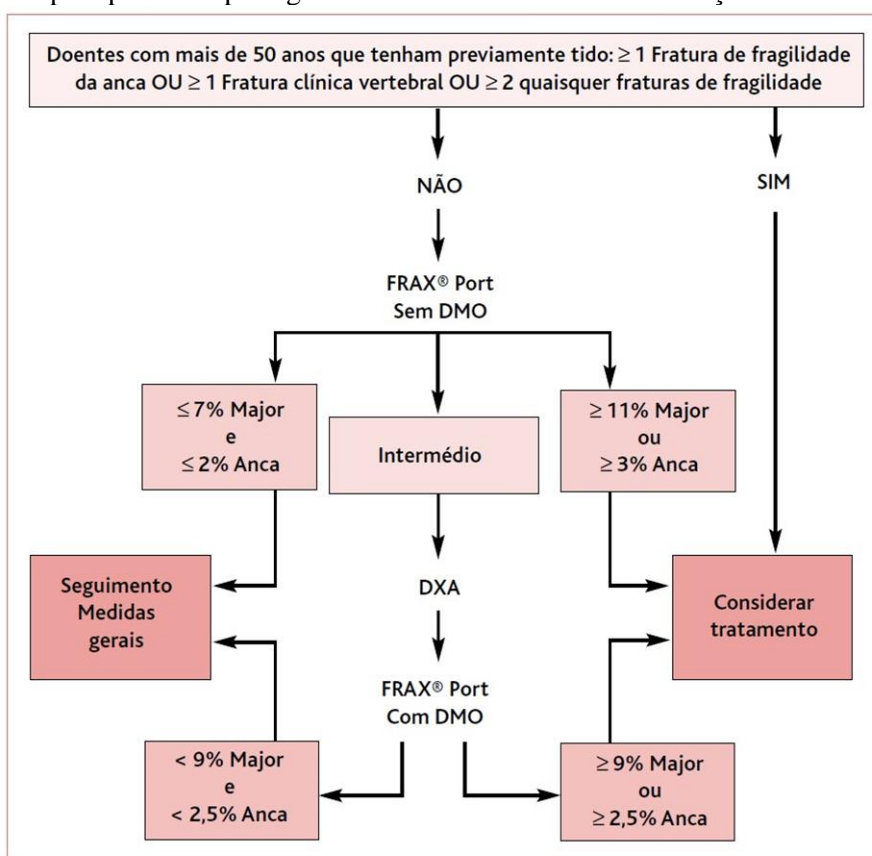 Doentes com mais de 50 anos que tenham previamente tido: ≥ 1 Fratura de fragilidade
da anca OU ≥ 1 Fratura clínica vertebral OU ≥ 2 quaisquer fraturas de fragilidade
NÃO
SIM
FRAX® Port
Sem DMO
≤ 7% Major
e
≤ 2% Anca
Intermédio
≥ 11% Major
ou
≥ 3% Anca
Seguimento
Medidas
gerais
DXA
Considerar
tratamento
FRAX® Port
Com DMO
< 9% Major
e
< 2,5% Anca
≥ 9% Major
ou
≥ 2,5% Anca